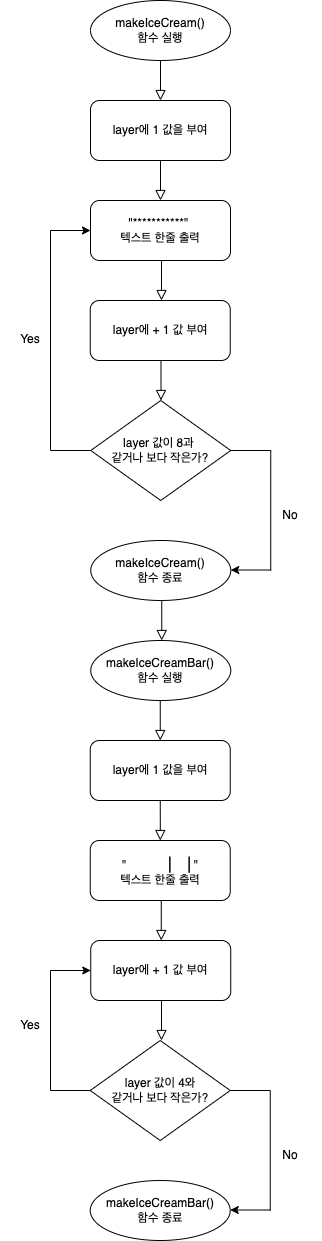 makeIceCream()
함수 실행
layer에 1 값을 부여
"***********"
텍스트 한줄 출력
layer에 + 1 값 부여
Yes
layer 값이 8과
같거나 보다 작은가?
No
makeIceCream()
함수 종료
makeIceCreamBar()
함수 실행
layer에 1 값을 부여
"      |  | "
텍스트 한줄 출력
layer에 + 1 값 부여
Yes
layer 값이 4와
같거나 보다 작은가?
No
makeIceCreamBar()
함수 종료